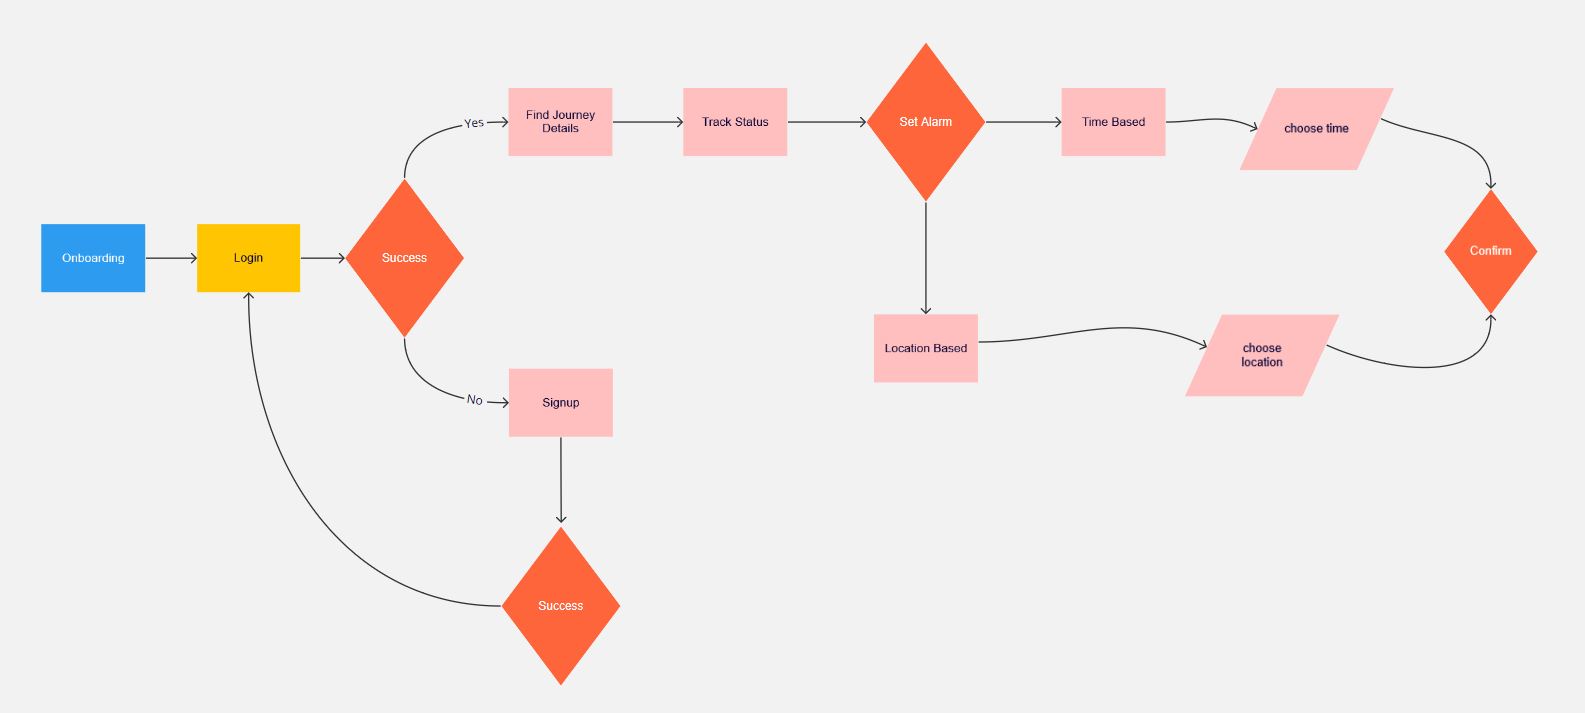 Onboarding
Login
Success
Yes
Find Journey
Details
Track Status
Set Alarm
Time Based
choose time
Confirm
Location Based
choose
location
No
Signup
Success